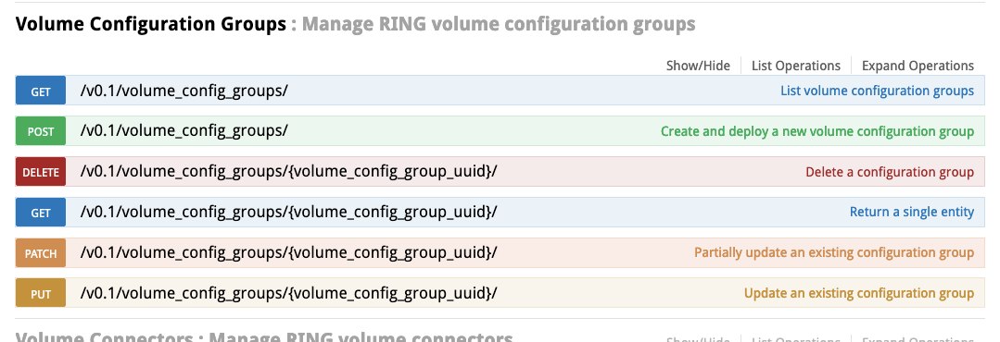 Volume Configuration Groups : Manage RING volume configuration groups
Show/Hide List Operations Expand Operations
GET /v0.1/volume_config_groups/ List volume configuration groups
POST /v0.1/volume_config_groups/ Create and deploy a new volume configuration group
DELETE /v0.1/volume_config_groups/{volume_config_group_uuid}/ Delete a configuration group
GET /v0.1/volume_config_groups/{volume_config_group_uuid}/ Return a single entity
PATCH /v0.1/volume_config_groups/{volume_config_group_uuid}/ Partially update an existing configuration group
PUT /v0.1/volume_config_groups/{volume_config_group_uuid}/ Update an existing configuration group
Volume Connectors : Manage RING volume connectors
Show/Hide List Operations Expand Operations